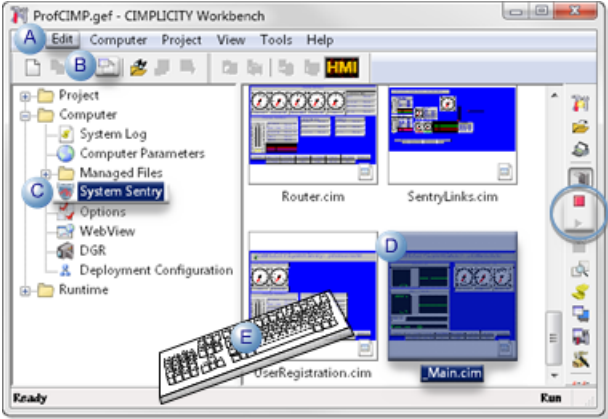 ProfCIMP.gef - CIMPLICITY Workbench
A Edit Computer Project View Tools Help
B HMI
Project
Computer
System Log
Computer Parameters
Managed Files
C System Sentry
Options
WebView
DGR
Deployment Configuration
Runtime
Router.cim SentryLinks.cim
D
E
UserRegistration.cim _Main.cim
Ready Run